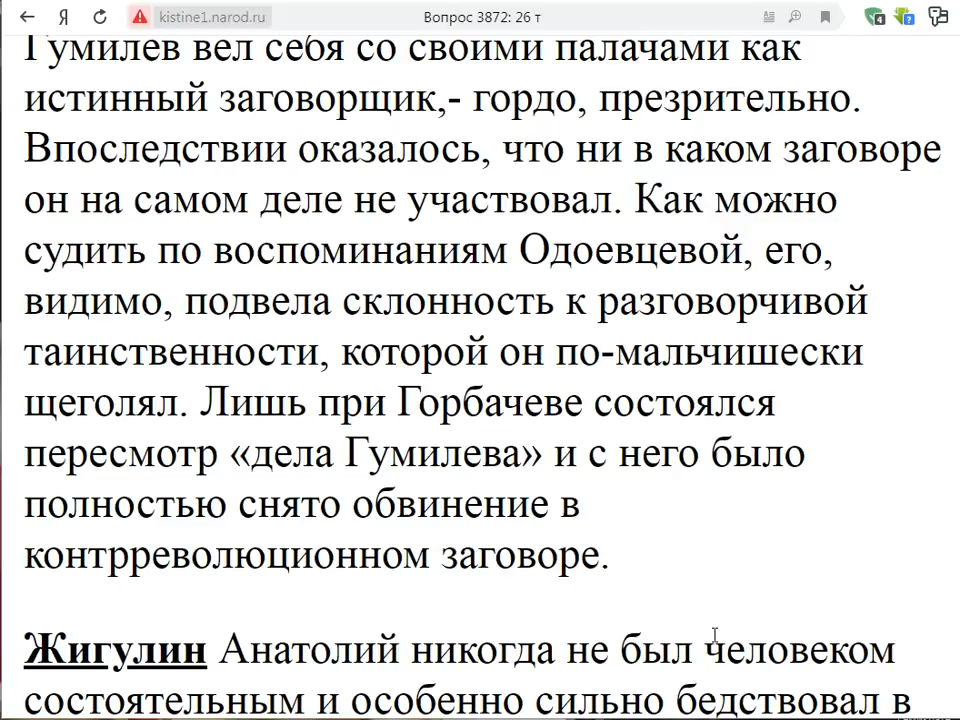 kistine1.narod.ru
Вопрос 3872: 26 т
Гумилев вел себя со своими палачами как
истинный заговорщик,- гордо, презрительно.
Впоследствии оказалось, что ни в каком заговоре
он на самом деле не участвовал. Как можно
судить по воспоминаниям Одоевцевой, его,
видимо, подвела склонность к разговорчивой
таинственности, которой он по-мальчишески
щеголял. Лишь при Горбачеве состоялся
пересмотр «дела Гумилева» и с него было
полностью снято обвинение в
контрреволюционном заговоре.
Жигулин Анатолий никогда не был человеком
состоятельным и особенно сильно бедствовал в